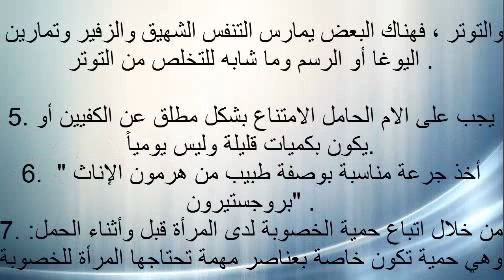 والتوتر ، فهناك البعض يمارس التنفس الشهيق والزفير وتمارين
اليوغا أو الرسم وما شابه للتخلص من التوتر .
5. يجب على الام الحامل الامتناع بشكل مطلق عن الكفيين أو
يكون بكميات قليلة وليس يومياً.
6. أخذ جرعة مناسبة بوصفة طبيب من هرمون الإناث "
بروجستيرون" .
7. من خلال اتباع حمية الخصوبة لدى المرأة قبل وأثناء الحمل:
وهي حمية تكون خاصة بعناصر مهمة تحتاجها المرأة للخصوبة